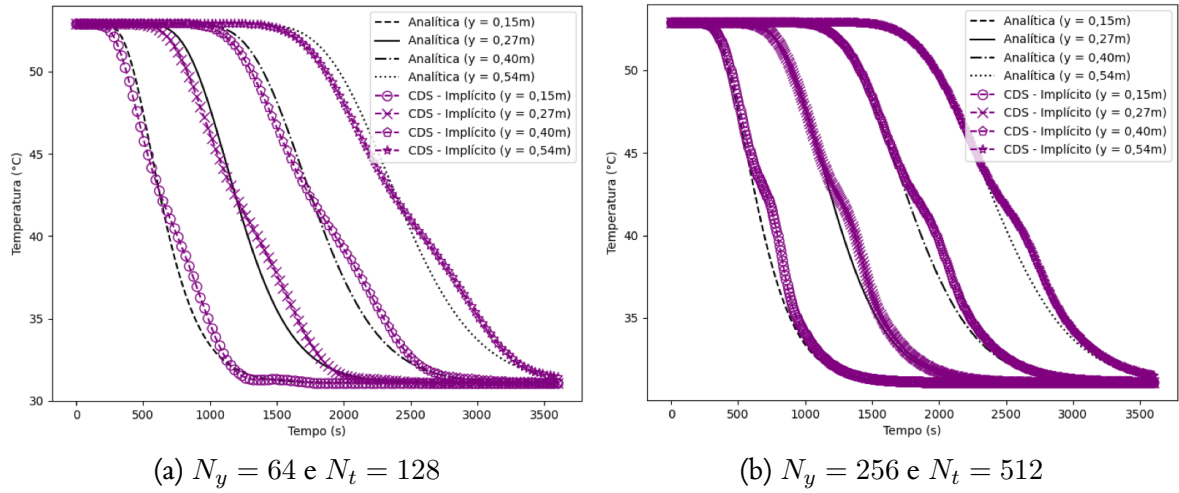 50
45
40
35
30
0
500
1000
1500
2000
2500
3000
3500
Temperatura (°C)
Tempo (s)
Analítica (y = 0,15m)
Analítica (y = 0,27m)
Analítica (y = 0,40m)
Analítica (y = 0,54m)
CDS - Implícito (y = 0,15m)
CDS - Implícito (y = 0,27m)
CDS - Implícito (y = 0,40m)
CDS - Implícito (y = 0,54m)
(a) N_y = 64 e N_t = 128
50
45
40
35
0
500
1000
1500
2000
2500
3000
3500
Temperatura (°C)
Tempo (s)
Analítica (y = 0,15m)
Analítica (y = 0,27m)
Analítica (y = 0,40m)
Analítica (y = 0,54m)
CDS - Implícito (y = 0,15m)
CDS - Implícito (y = 0,27m)
CDS - Implícito (y = 0,40m)
CDS - Implícito (y = 0,54m)
(b) N_y = 256 e N_t = 512